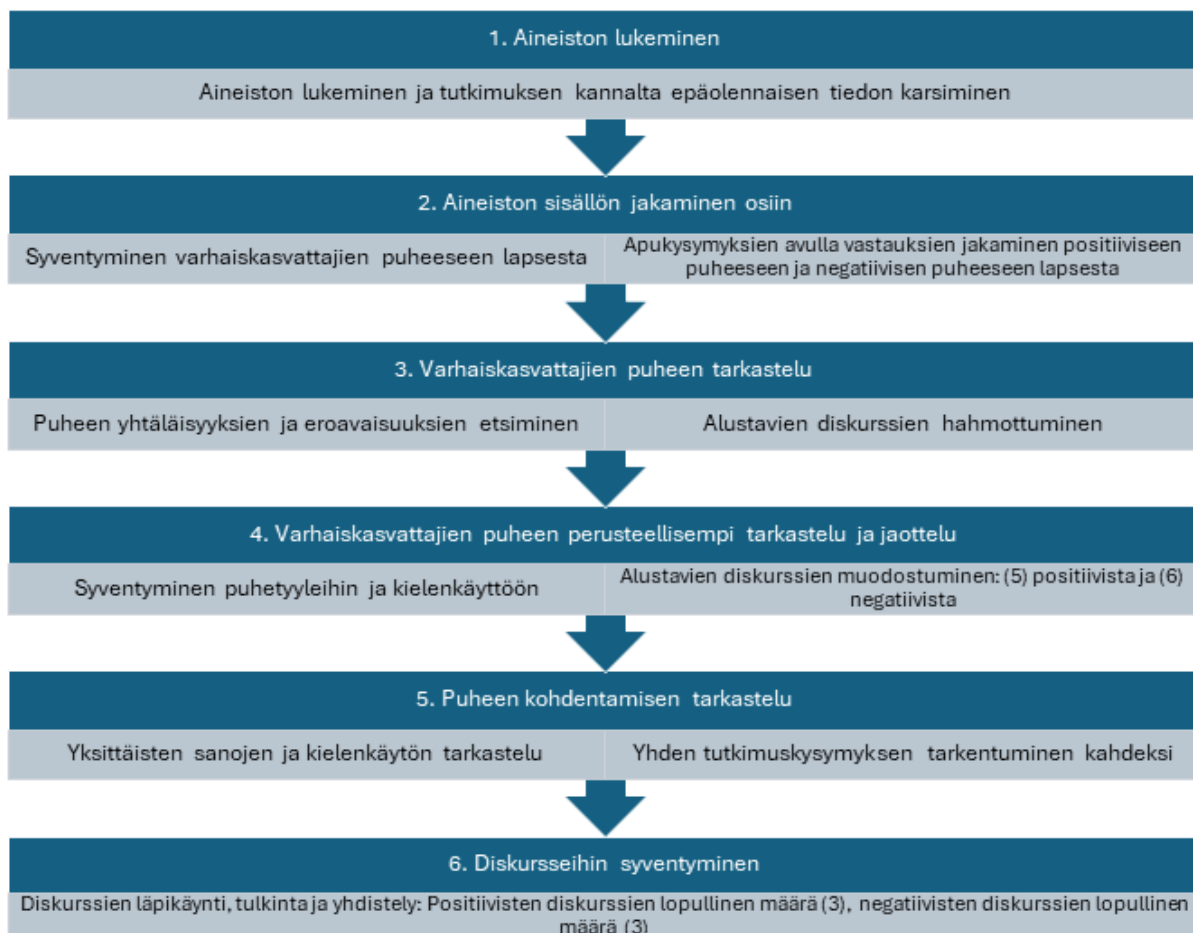 1. Aineiston lukeminen
Aineiston lukeminen ja tutkimuksen kannalta epäolennaisen tiedon karsiminen
2. Aineiston sisällön jakaminen osiin
Syventyminen varhaiskasvattajien puheeseen lapsesta
Apukysymyksien avulla vastauksien jakaminen positiiviseen
puheeseen ja negatiivisen puheeseen lapsesta
3. Varhaiskasvattajien puheen tarkastelu
Puheen yhtäläisyyksien ja eroavaisuuksien etsiminen
Alustavien diskurssien hahmottuminen
4. Varhaiskasvattajien puheen perusteellisempi tarkastelu ja jaottelu
Syventyminen puhetyyleihin ja kielenkäyttöön
Alustavien diskurssien muodostuminen: (5) positiivista ja (6)
negatiivista
5. Puheen kohdentamisen tarkastelu
Yksittäisten sanojen ja kielenkäytön tarkastelu
Yhden tutkimuskysymyksen tarkentuminen kahdeksi
6. Diskursseihin syventyminen
Diskurssien läpikäynti, tulkinta ja yhdistely: Positiivisten diskurssien lopullinen määrä (3), negatiivisten diskurssien lopullinen
määrä (3)